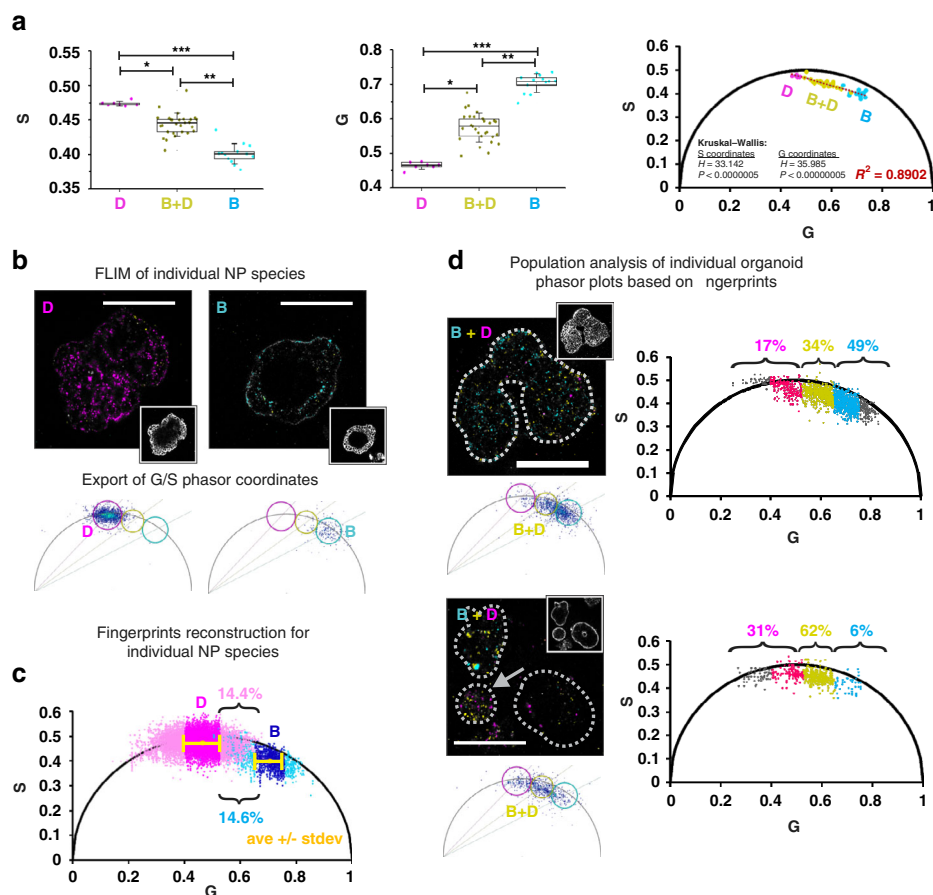 a
0.55
0.50
0.45
0.40
0.35
S
***
*
**
D
B+D
B
0.8
0.7
0.6
0.5
0.4
G
***
*
**
D
B+D
B
0.6
0.5
0.4
0.3
0.2
0.1
0
S
D
B+D
B
Kruskal–Wallis:
S coordinates G coordinates
H = 33.142 H = 35.985
P < 0.0000005 P < 0.00000005
R² = 0.8902
0 0.2 0.4 0.6 0.8 1
G
b
FLIM of individual NP species
D
B
Export of G/S phasor coordinates
D
B
Fingerprints reconstruction for
individual NP species
c
14.4%
D
B
0.6
0.5
0.4
0.3
0.2
0.1
0
S
14.6%
ave +/- stdev
0 0.2 0.4 0.6 0.8 1
G
d
Population analysis of individual organoid
phasor plots based on ngerprints
B + D
B+D
17% 34% 49%
0.6
0.5
0.4
0.3
0.2
0.1
0
S
0 0.2 0.4 0.6 0.8 1
G
B + D
B+D
31% 62% 6%
0.6
0.5
0.4
0.3
0.2
0.1
0
S
0 0.2 0.4 0.6 0.8 1
G